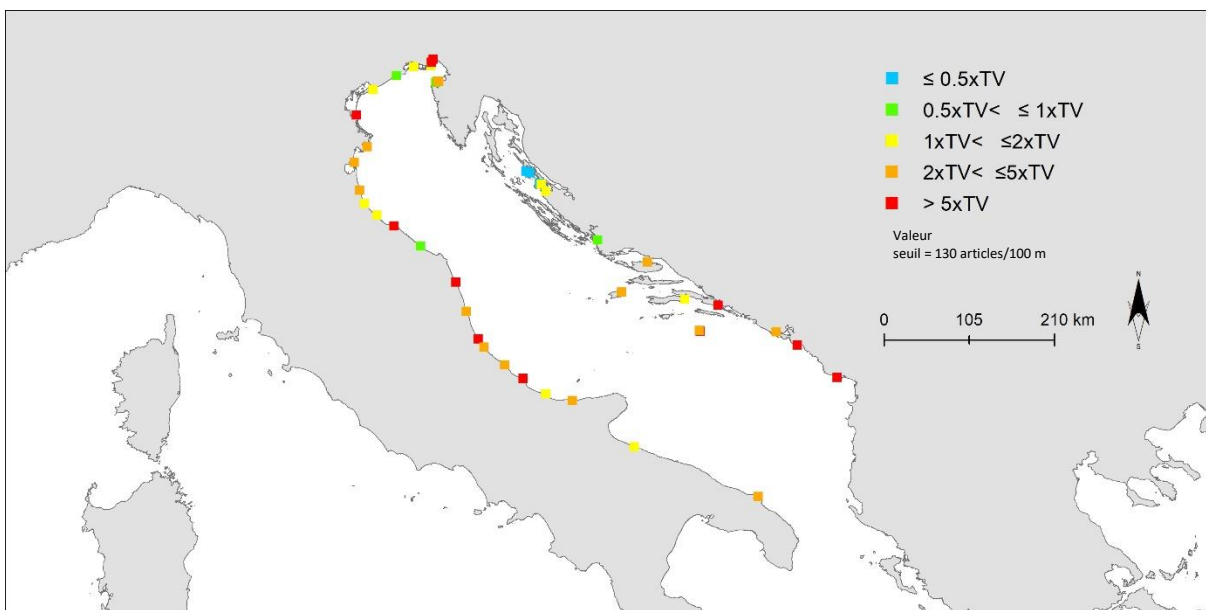 ≤ 0.5xTV
0.5xTV< ≤ 1xTV
1xTV< ≤2xTV
2xTV< ≤5xTV
> 5xTV
Valeur
seuil = 130 articles/100 m
N
S
0 105 210 km